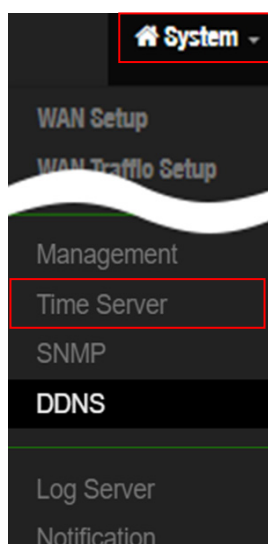 System
WAN Setup
WAN Traffic Setup
Management
Time Server
SNMP
DDNS
Log Server
Notification